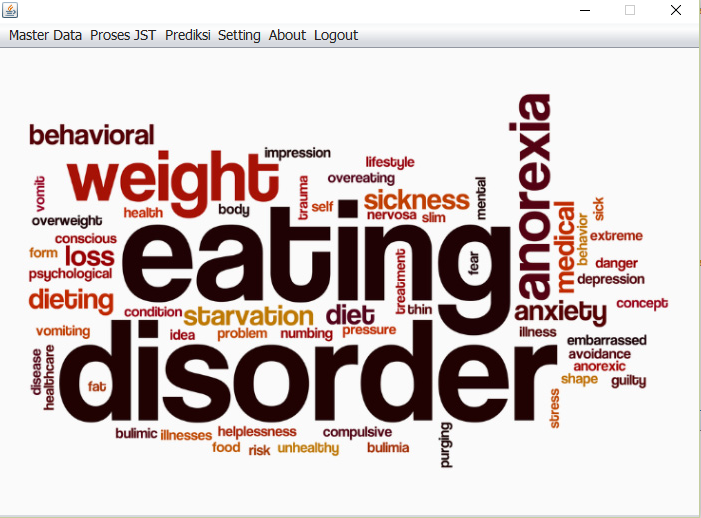 Master Data Proses JST Prediksi Setting About Logout
behavioral
anorexia
impression
weight
lifestyle
overeating
vomit
trauma
mental
health
body
self
sickness
nervosa
slim
overweight
sick
medical
behavior
conscious
eating
extreme
form
loss
treatment
fear
danger
psychological
depression
dieting
condition
starvation
diet
thin
anxiety
concept
vomiting
idea
problem
numbing
pressure
illness
embarrassed
disease
healthcare
disorder
avoidance
anorexic
fat
shape
guilty
stress
bulimic
illnesses
helplessness
compulsive
purging
food
risk
unhealthy
bulimia